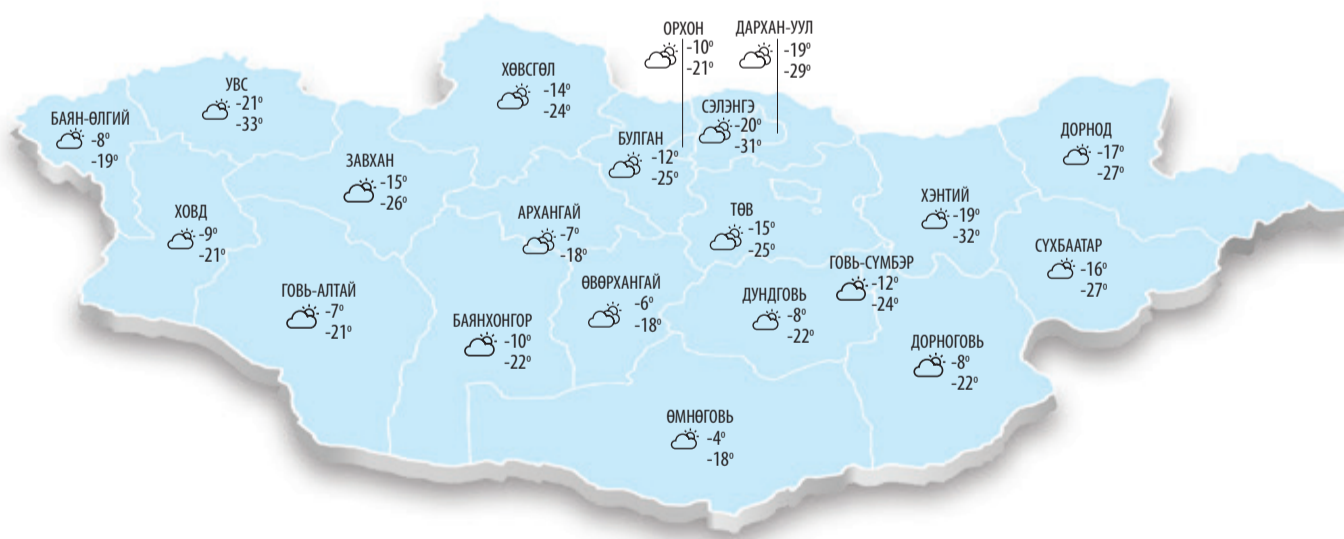 ОРХОН
-10°
-21°
ДАРХАН-УУЛ
-19°
-29°
ХӨВСГӨЛ
-14°
-24°
УВС
-21°
-33°
СЭЛЭНГЭ
-20°
-31°
БАЯН-ӨЛГИЙ
-8°
-19°
ДОРНОД
-17°
-27°
БУЛГАН
-12°
-25°
ЗАВХАН
-15°
-26°
ХЭНТИЙ
-19°
-32°
ХОВД
-9°
-21°
АРХАНГАЙ
-7°
-18°
ТӨВ
-15°
-25°
СҮХБААТАР
-16°
-27°
ГОВЬ-СҮМБЭР
-12°
-24°
ГОВЬ-АЛТАЙ
-7°
-21°
ӨВӨРХАНГАЙ
-6°
-18°
ДУНДГОВЬ
-8°
-22°
БАЯНХОНГОР
-10°
-22°
ДОРНОГОВЬ
-8°
-22°
ӨМНӨГОВЬ
-4°
-18°